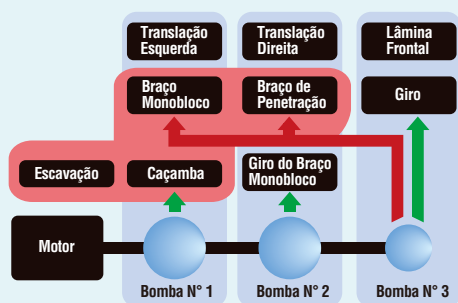 Translação
Esquerda
Translação
Direita
Lâmina
Frontal
Braço
Monobloco
Braço de
Penetração
Giro
Escavação
Caçamba
Giro do Braço
Monobloco
Motor
Bomba N° 1
Bomba N° 2
Bomba N° 3